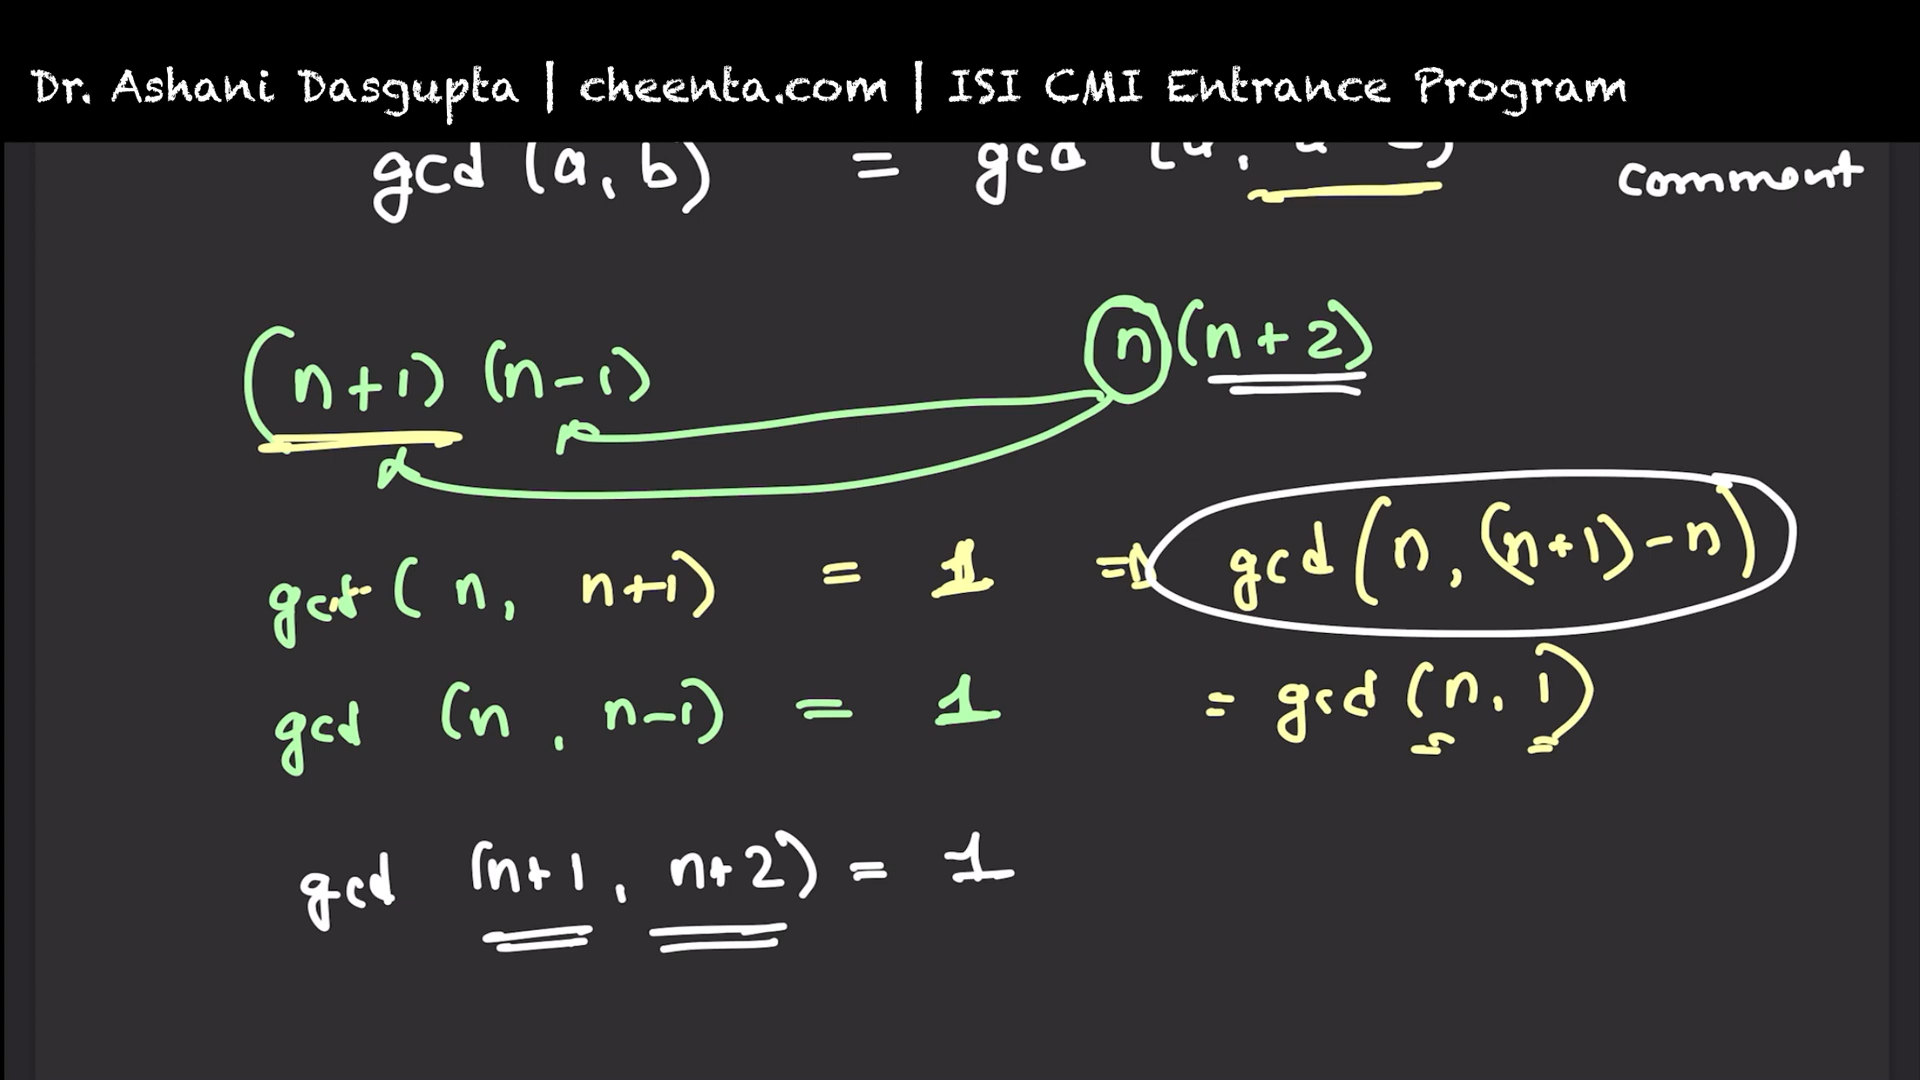 Dr. Ashani Dasgupta | cheenta.com | ISI CMI Entrance Program
gcd (a, b) = gcd comment
(n+1) (n-1) n (n+2)
gcd ( n, n+1) = 1 => gcd (n, (n+1)-n)
gcd (n, n-1) = 1 = gcd (n, 1)
gcd (n+1, n+2) = 1